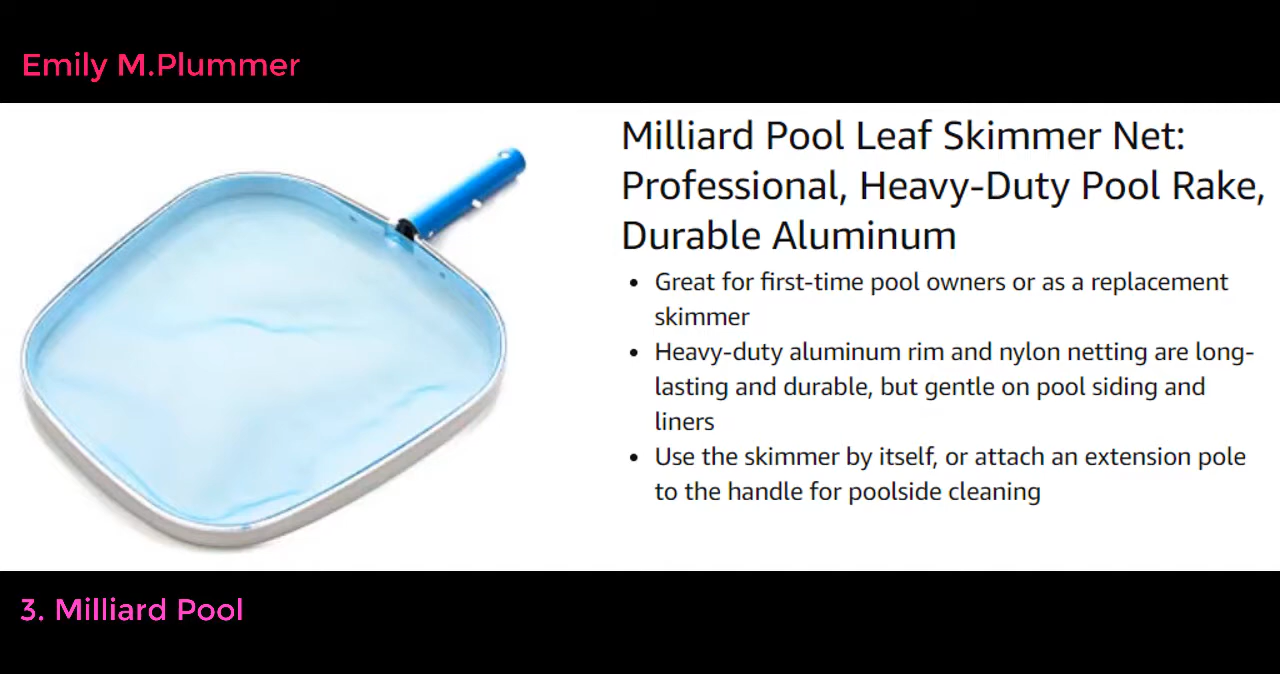 Emily M.Plummer
Milliard Pool Leaf Skimmer Net:
Professional, Heavy-Duty Pool Rake,
Durable Aluminum
• Great for first-time pool owners or as a replacement
skimmer
• Heavy-duty aluminum rim and nylon netting are long-
lasting and durable, but gentle on pool siding and
liners
• Use the skimmer by itself, or attach an extension pole
to the handle for poolside cleaning
3. Milliard Pool